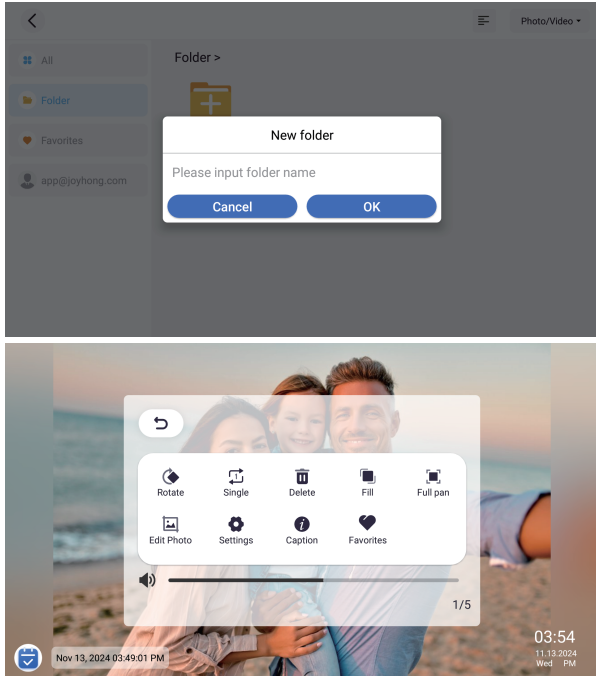 Photo/Video
All
Folder >
Folder
New folder
Favorites
Please input folder name
app@joyhong.com
Cancel
OK
Rotate
Single
Delete
Fill
Full pan
Edit Photo
Settings
Caption
Favorites
1/5
03:54
11.13.2024
Wed PM
Nov 13, 2024 03:49:01 PM